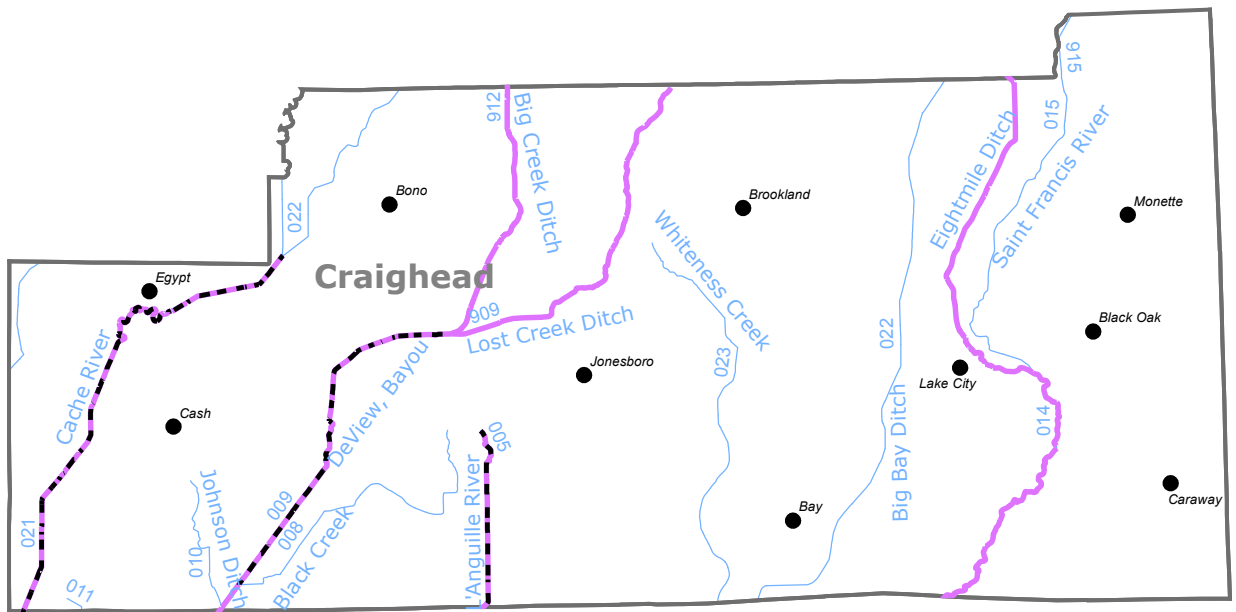 915
912
Big Creek Ditch
015
Eightmile Ditch
Saint Francis River
Bono
Brookland
Monette
022
Whiteness Creek
Craighead
Egypt
909
Lost Creek Ditch
022
Black Oak
Cache River
DeView, Bayou
Jonesboro
023
Lake City
Cash
014
005
Big Bay Ditch
Johnson Ditch
L'Anguille River
Caraway
009
008
Bay
021
010
Black Creek
011